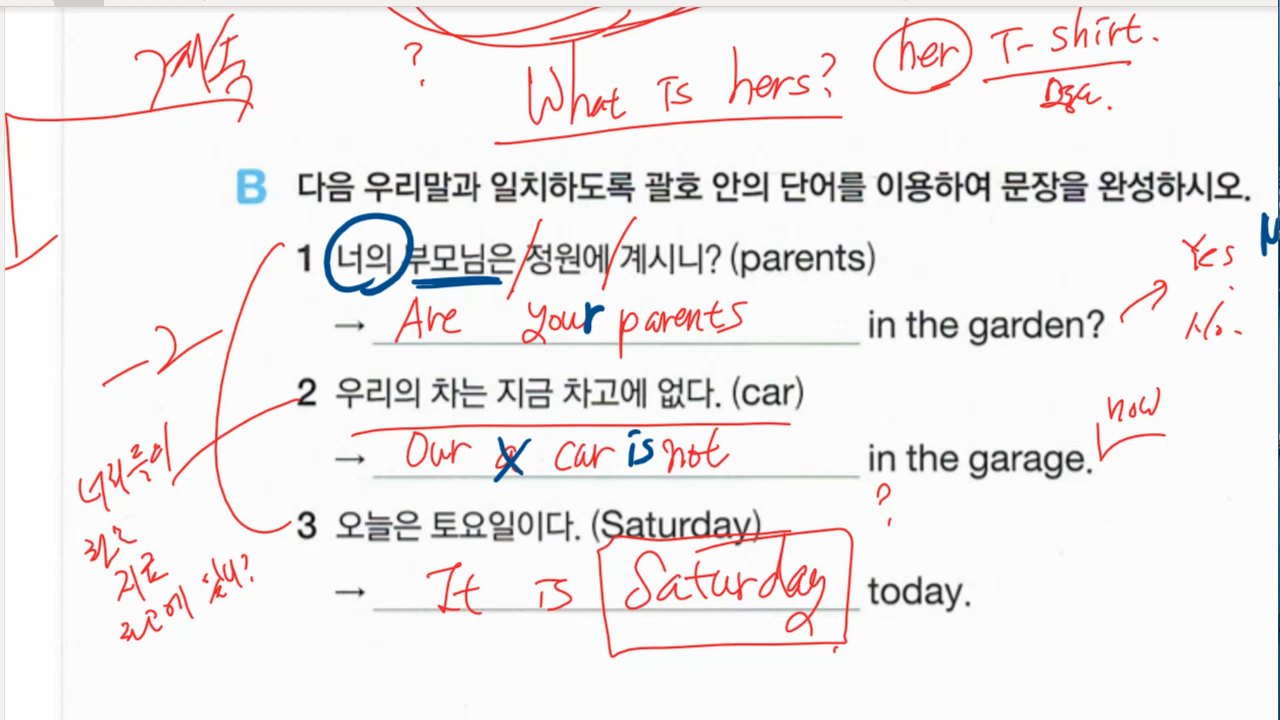 ?
What is hers?
her T-shirt.
B 다음 우리말과 일치하도록 괄호 안의 단어를 이용하여 문장을 완성하시오.
1 너의 부모님은 / 정원에 / 계시니? (parents)
→ Are your parents in the garden?
Yes.
No.
2 우리의 차는 지금 차고에 없다. (car)
→ Our a car is not in the garage.
now
?
3 오늘은 토요일이다. (Saturday)
→ It is Saturday today.